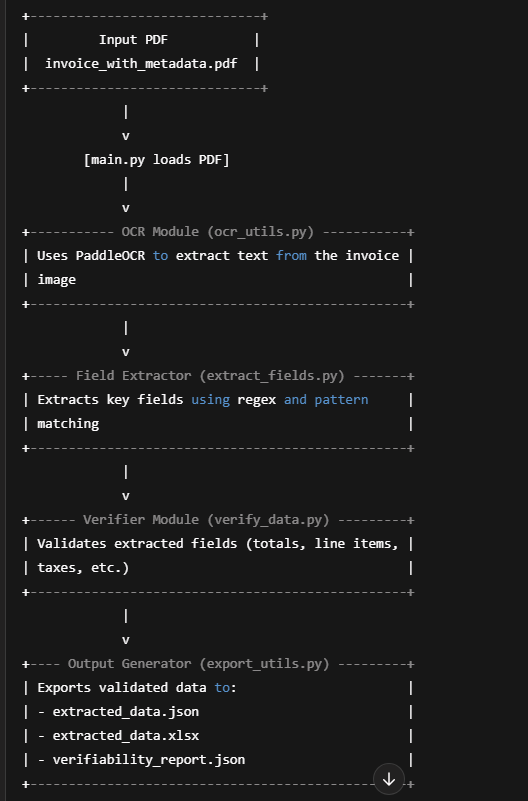 +------------------------------+
|         Input PDF           |
|  invoice_with_metadata.pdf  |
+------------------------------+
             |
             v
        [main.py loads PDF]
             |
             v
+----------- OCR Module (ocr_utils.py) -----------+
| Uses PaddleOCR to extract text from the invoice |
| image                                           |
+-------------------------------------------------+
             |
             v
+----- Field Extractor (extract_fields.py) -------+
| Extracts key fields using regex and pattern     |
| matching                                        |
+-------------------------------------------------+
             |
             v
+------ Verifier Module (verify_data.py) ---------+
| Validates extracted fields (totals, line items, |
| taxes, etc.)                                    |
+-------------------------------------------------+
             |
             v
+---- Output Generator (export_utils.py) ---------+
| Exports validated data to:                      |
| - extracted_data.json                           |
| - extracted_data.xlsx                           |
| - verifiability_report.json                     |
+-------------------------------------------------+